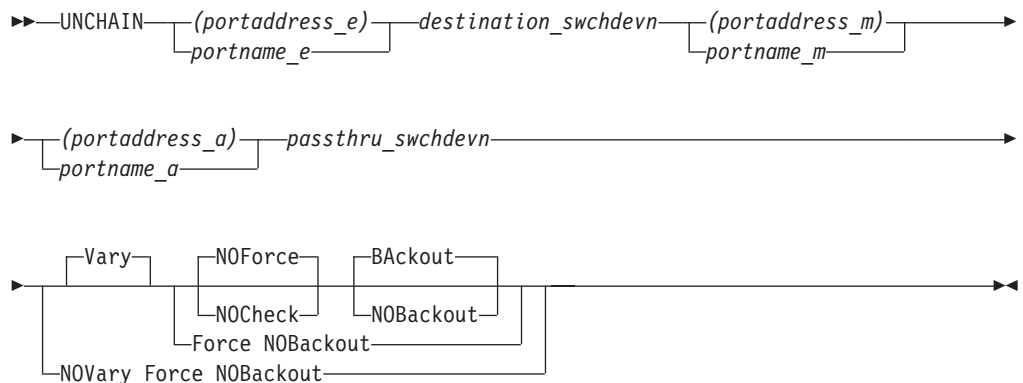 UNCHAIN (portaddress_e) destination_swchdevn (portaddress_m)
portname_e portname_m
(portaddress_a) passthru_swchdevn
portname_a
Vary NOForce BAckout
NOCheck NOBackout
Force NOBackout
NOVary Force NOBackout